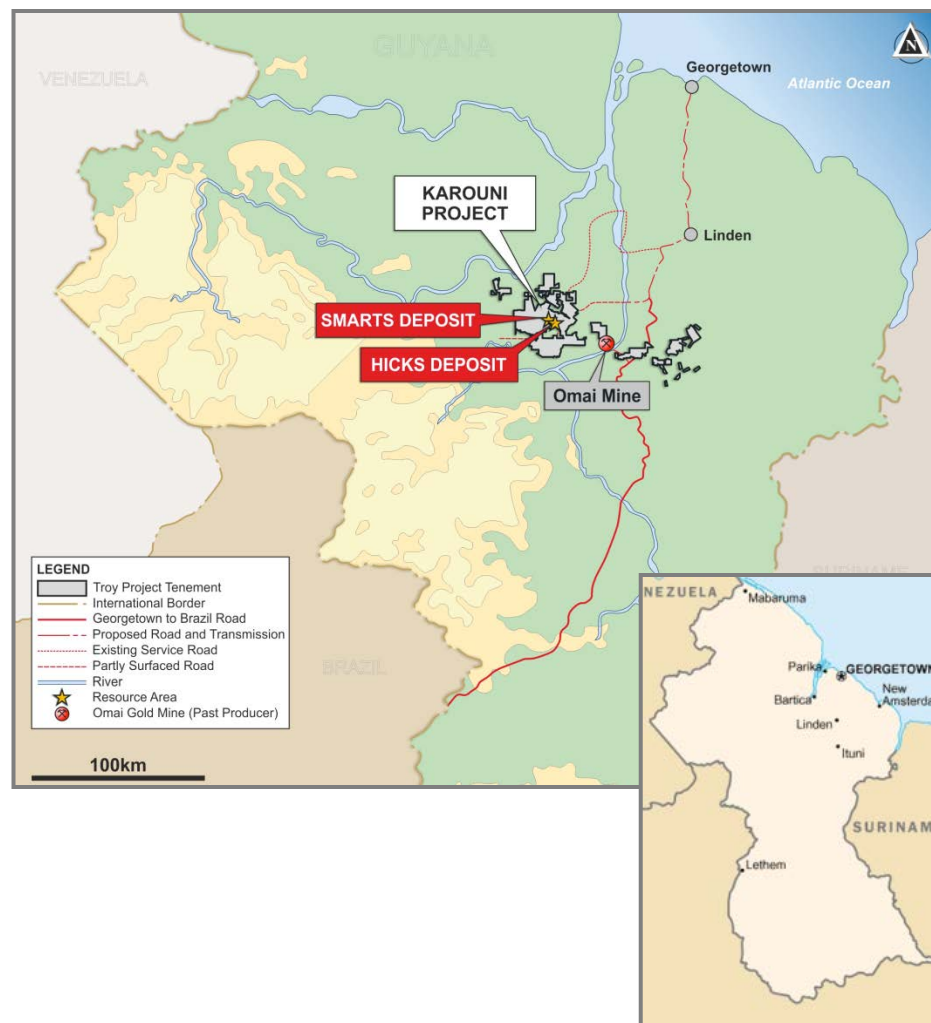 GUYANA
VENEZUELA
N
Georgetown
Atlantic Ocean
KAROUNI
PROJECT
Linden
SMARTS DEPOSIT
HICKS DEPOSIT
Omai Mine
SURINAME
BRAZIL
LEGEND
Troy Project Tenement
International Border
Georgetown to Brazil Road
Proposed Road and Transmission
Existing Service Road
Partly Surfaced Road
River
Resource Area
Omai Gold Mine (Past Producer)
100km
NEZUELA
Mabaruma
Parika
GEORGETOWN
Bartica
New
Amsterda
Linden
Ituni
SURINAM
Lethem